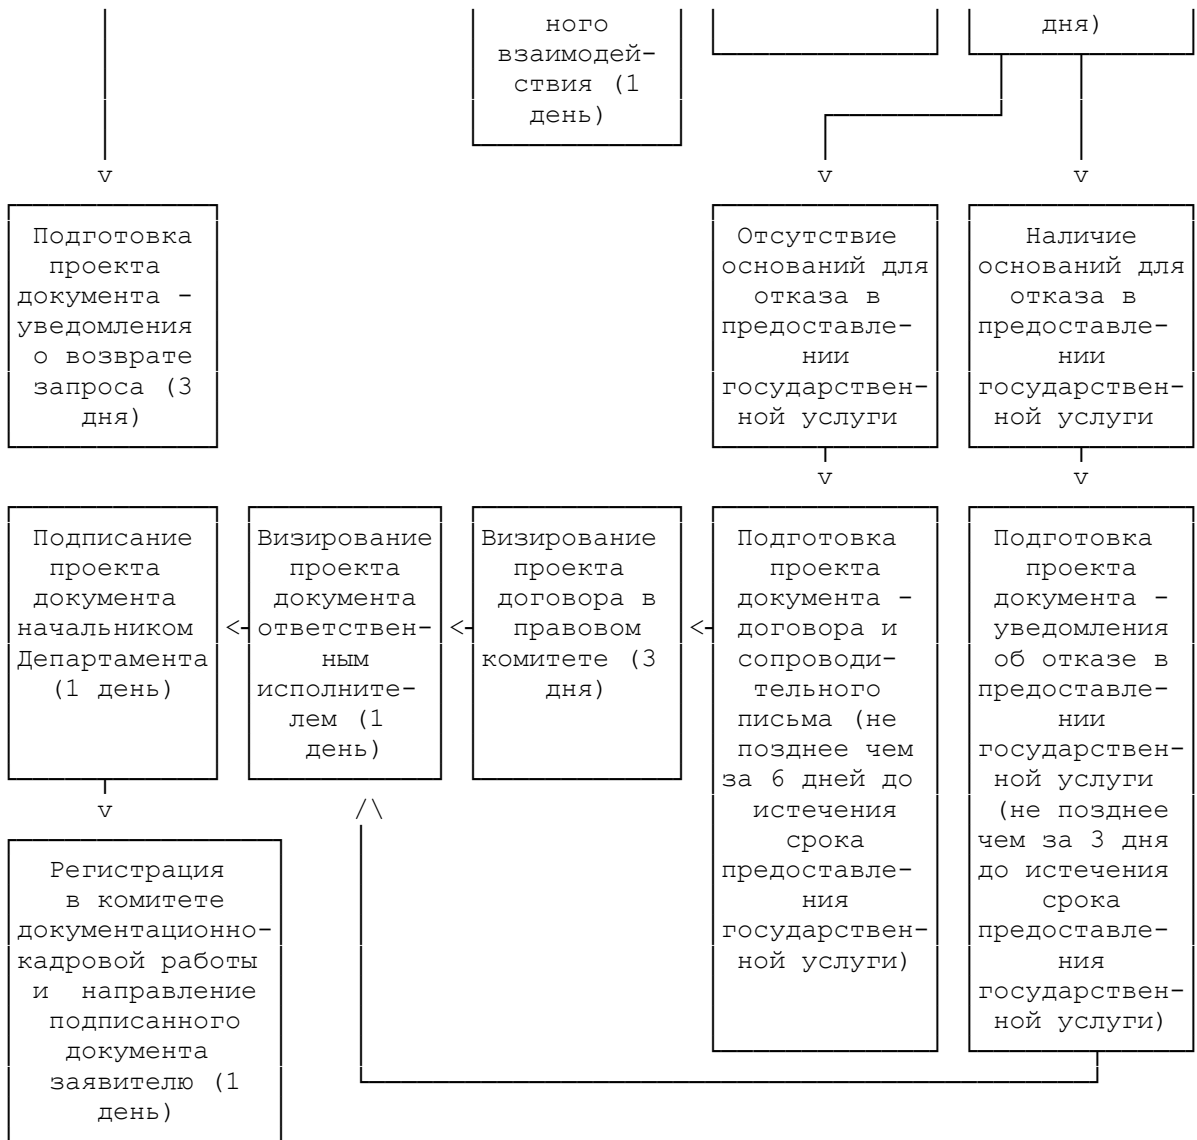 ного
взаимодей-
ствия (1
день)
дня)
v
v
v
Подготовка
проекта
документа -
уведомления
о возврате
запроса (3
дня)
Отсутствие
оснований для
отказа в
предоставле-
нии
государствен-
ной услуги
Наличие
оснований для
отказа в
предоставле-
нии
государствен-
ной услуги
v
v
Подписание
проекта
документа
начальником
Департамента
(1 день)
<
Визирование
проекта
документа
ответствен-
ным
исполните-
лем (1
день)
<
Визирование
проекта
договора в
правовом
комитете (3
дня)
<
Подготовка
проекта
документа -
договора и
сопроводи-
тельного
письма (не
позднее чем
за 6 дней до
истечения
срока
предоставле-
ния
государствен-
ной услуги)
Подготовка
проекта
документа -
уведомления
об отказе в
предоставле-
нии
государствен-
ной услуги
(не позднее
чем за 3 дня
до истечения
срока
предоставле-
ния
государствен-
ной услуги)
v
/\
Регистрация
в комитете
документационно-
кадровой работы
и направление
подписанного
документа
заявителю (1
день)